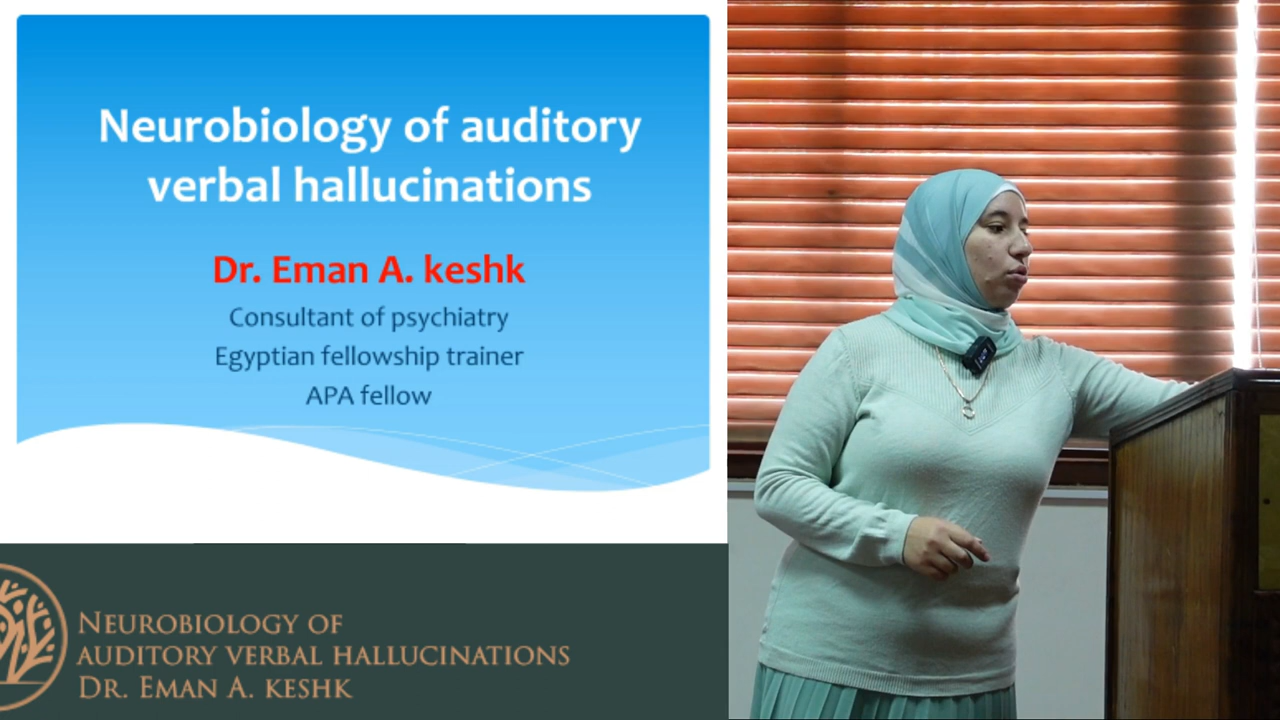 Neurobiology of auditory
verbal hallucinations
Dr. Eman A. keshk
Consultant of psychiatry
Egyptian fellowship trainer
APA fellow
Neurobiology of
auditory verbal hallucinations
Dr. Eman A. keshk